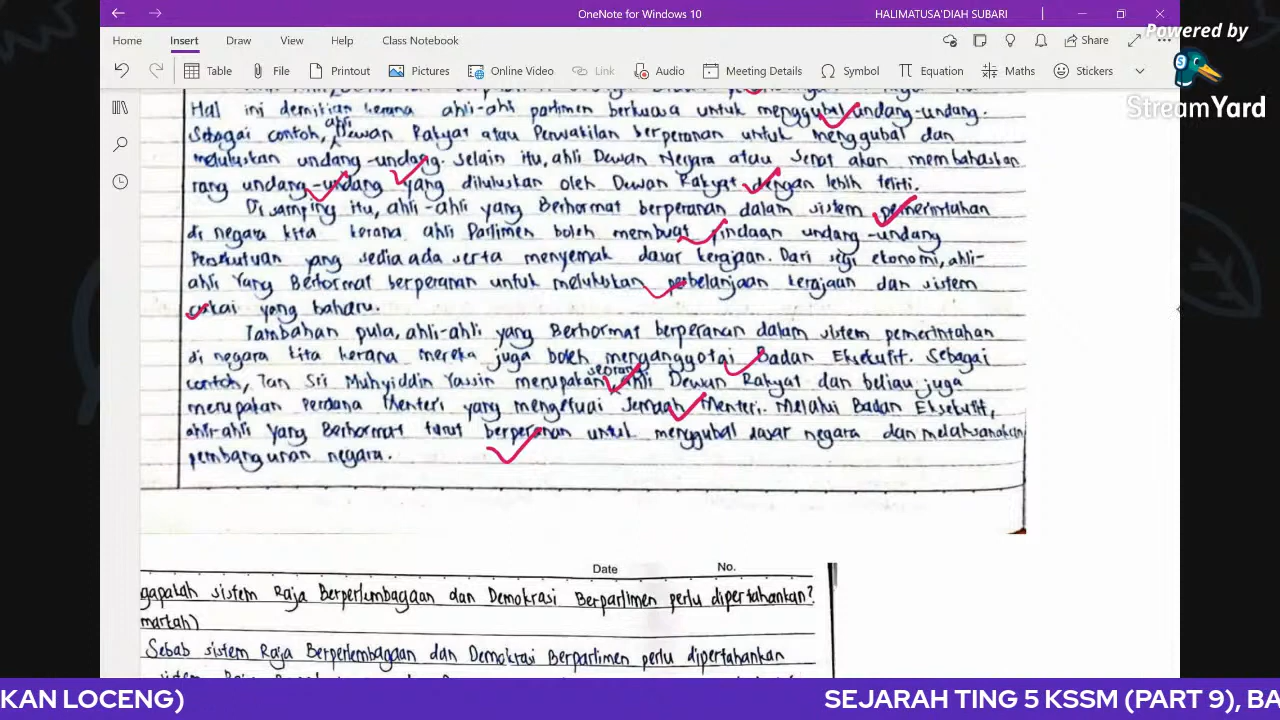 OneNote for Windows 10
HALIMATUSA'DIAH SUBARI
Powered by
StreamYard
Home Insert Draw View Help Class Notebook Share
Table File Printout Pictures Online Video Link Audio Meeting Details Symbol Equation Maths Stickers
Hal ini demikian kerana ahli-ahli parlimen berkuasa untuk menggubal undang-undang.
Sebagai contoh, ahli Dewan Rakyat atau Perwakilan berperanan untuk menggubal dan
meluluskan undang-undang. Selain itu, ahli Dewan Negara atau Senat akan membahaskan
rang undang-undang yang diluluskan oleh Dewan Rakyat dengan lebih teliti.
Di samping itu, ahli-ahli yang Berhormat berperanan dalam sistem pemerintahan
di negara kita kerana ahli Parlimen boleh membuat pindaan undang-undang
Persekutuan yang sedia ada serta menyemak dasar kerajaan. Dari segi ekonomi, ahli-
ahli Yang Berhormat berperanan untuk meluluskan perbelanjaan kerajaan dan sistem
cukai yang baharu.
Tambahan pula, ahli-ahli yang Berhormat berperanan dalam sistem pemerintahan
di negara kita kerana mereka juga boleh menganggotai Badan Eksekutif. Sebagai
contoh, Tan Sri Muhyiddin Yassin merupakan seorang ahli Dewan Rakyat dan beliau juga
merupakan Perdana Menteri yang mengetuai Jemaah Menteri. Melalui Badan Eksekutif,
ahli-ahli yang Berhormat turut berperanan untuk menggubal dasar negara dan melaksanakan
pembangunan negara.
Date No.
gapakah sistem Raja Berperlembagaan dan Demokrasi Berparlimen perlu dipertahankan?
markah)
Sebab sistem Raja Berperlembagaan dan Demokrasi Berparlimen perlu dipertahankan
KAN LOCENG) SEJARAH TING 5 KSSM (PART 9), BA